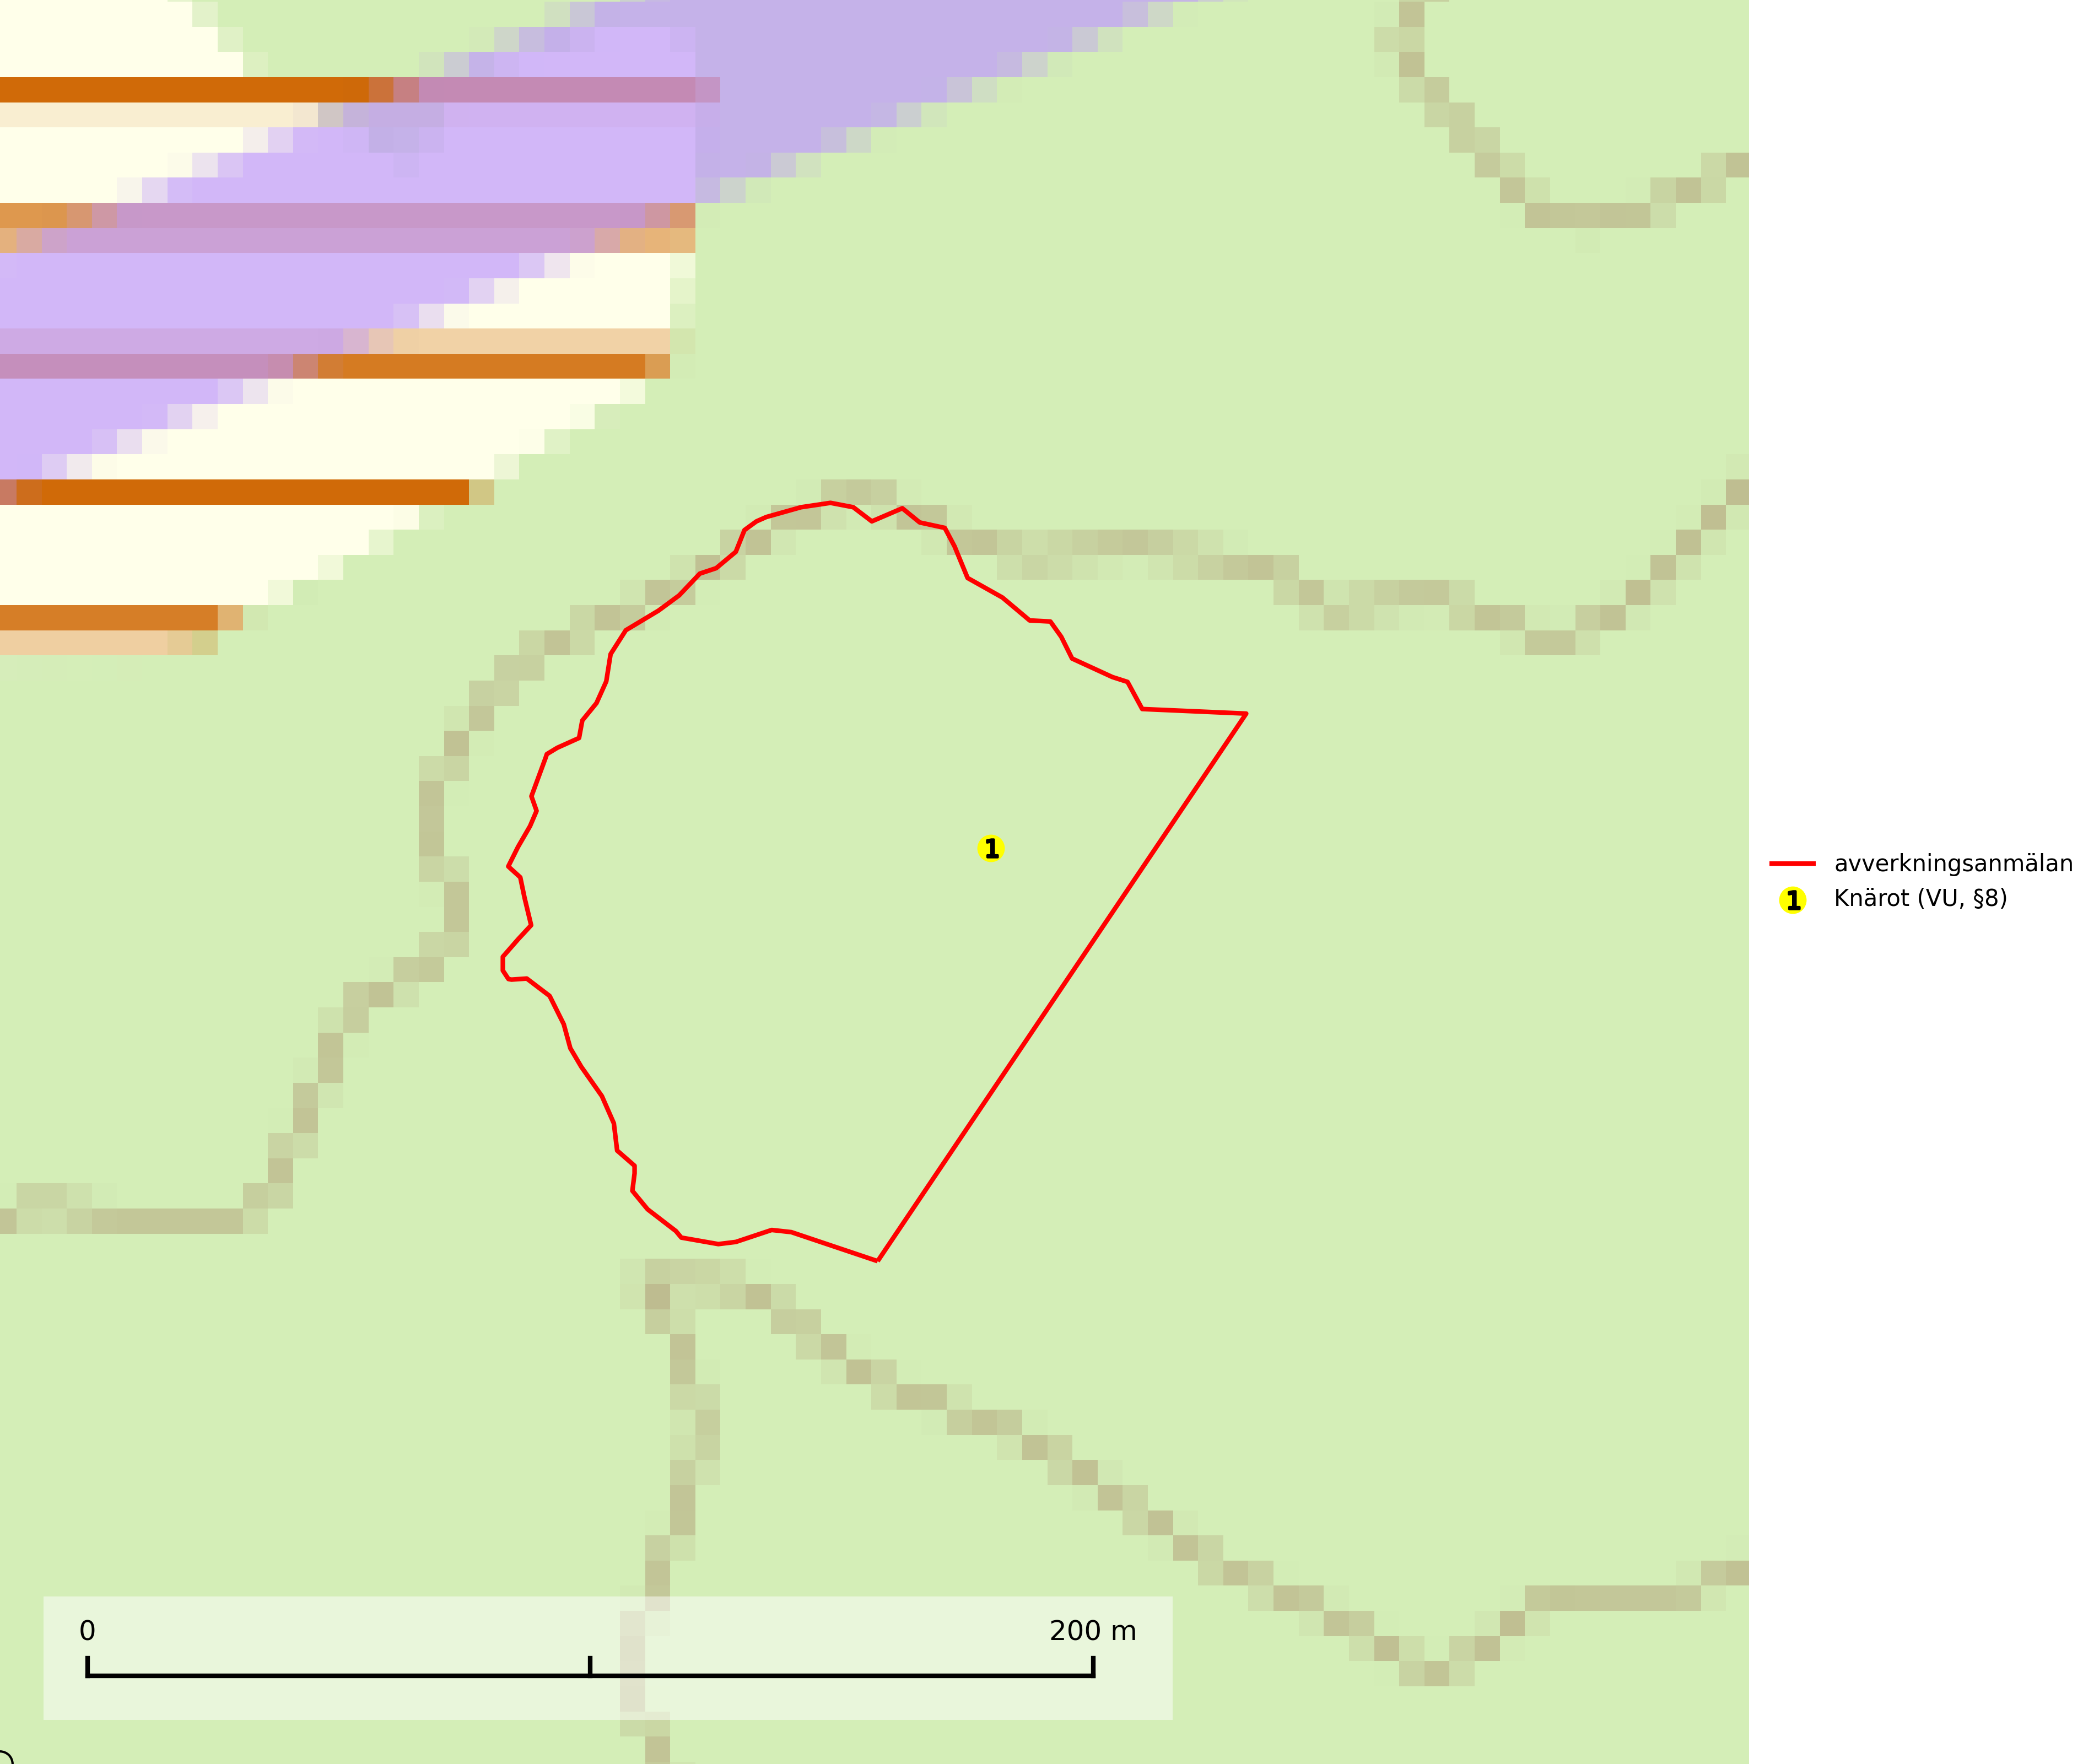 1
avverkningsanmälan
1 Knärot (VU, §8)
0 200 m